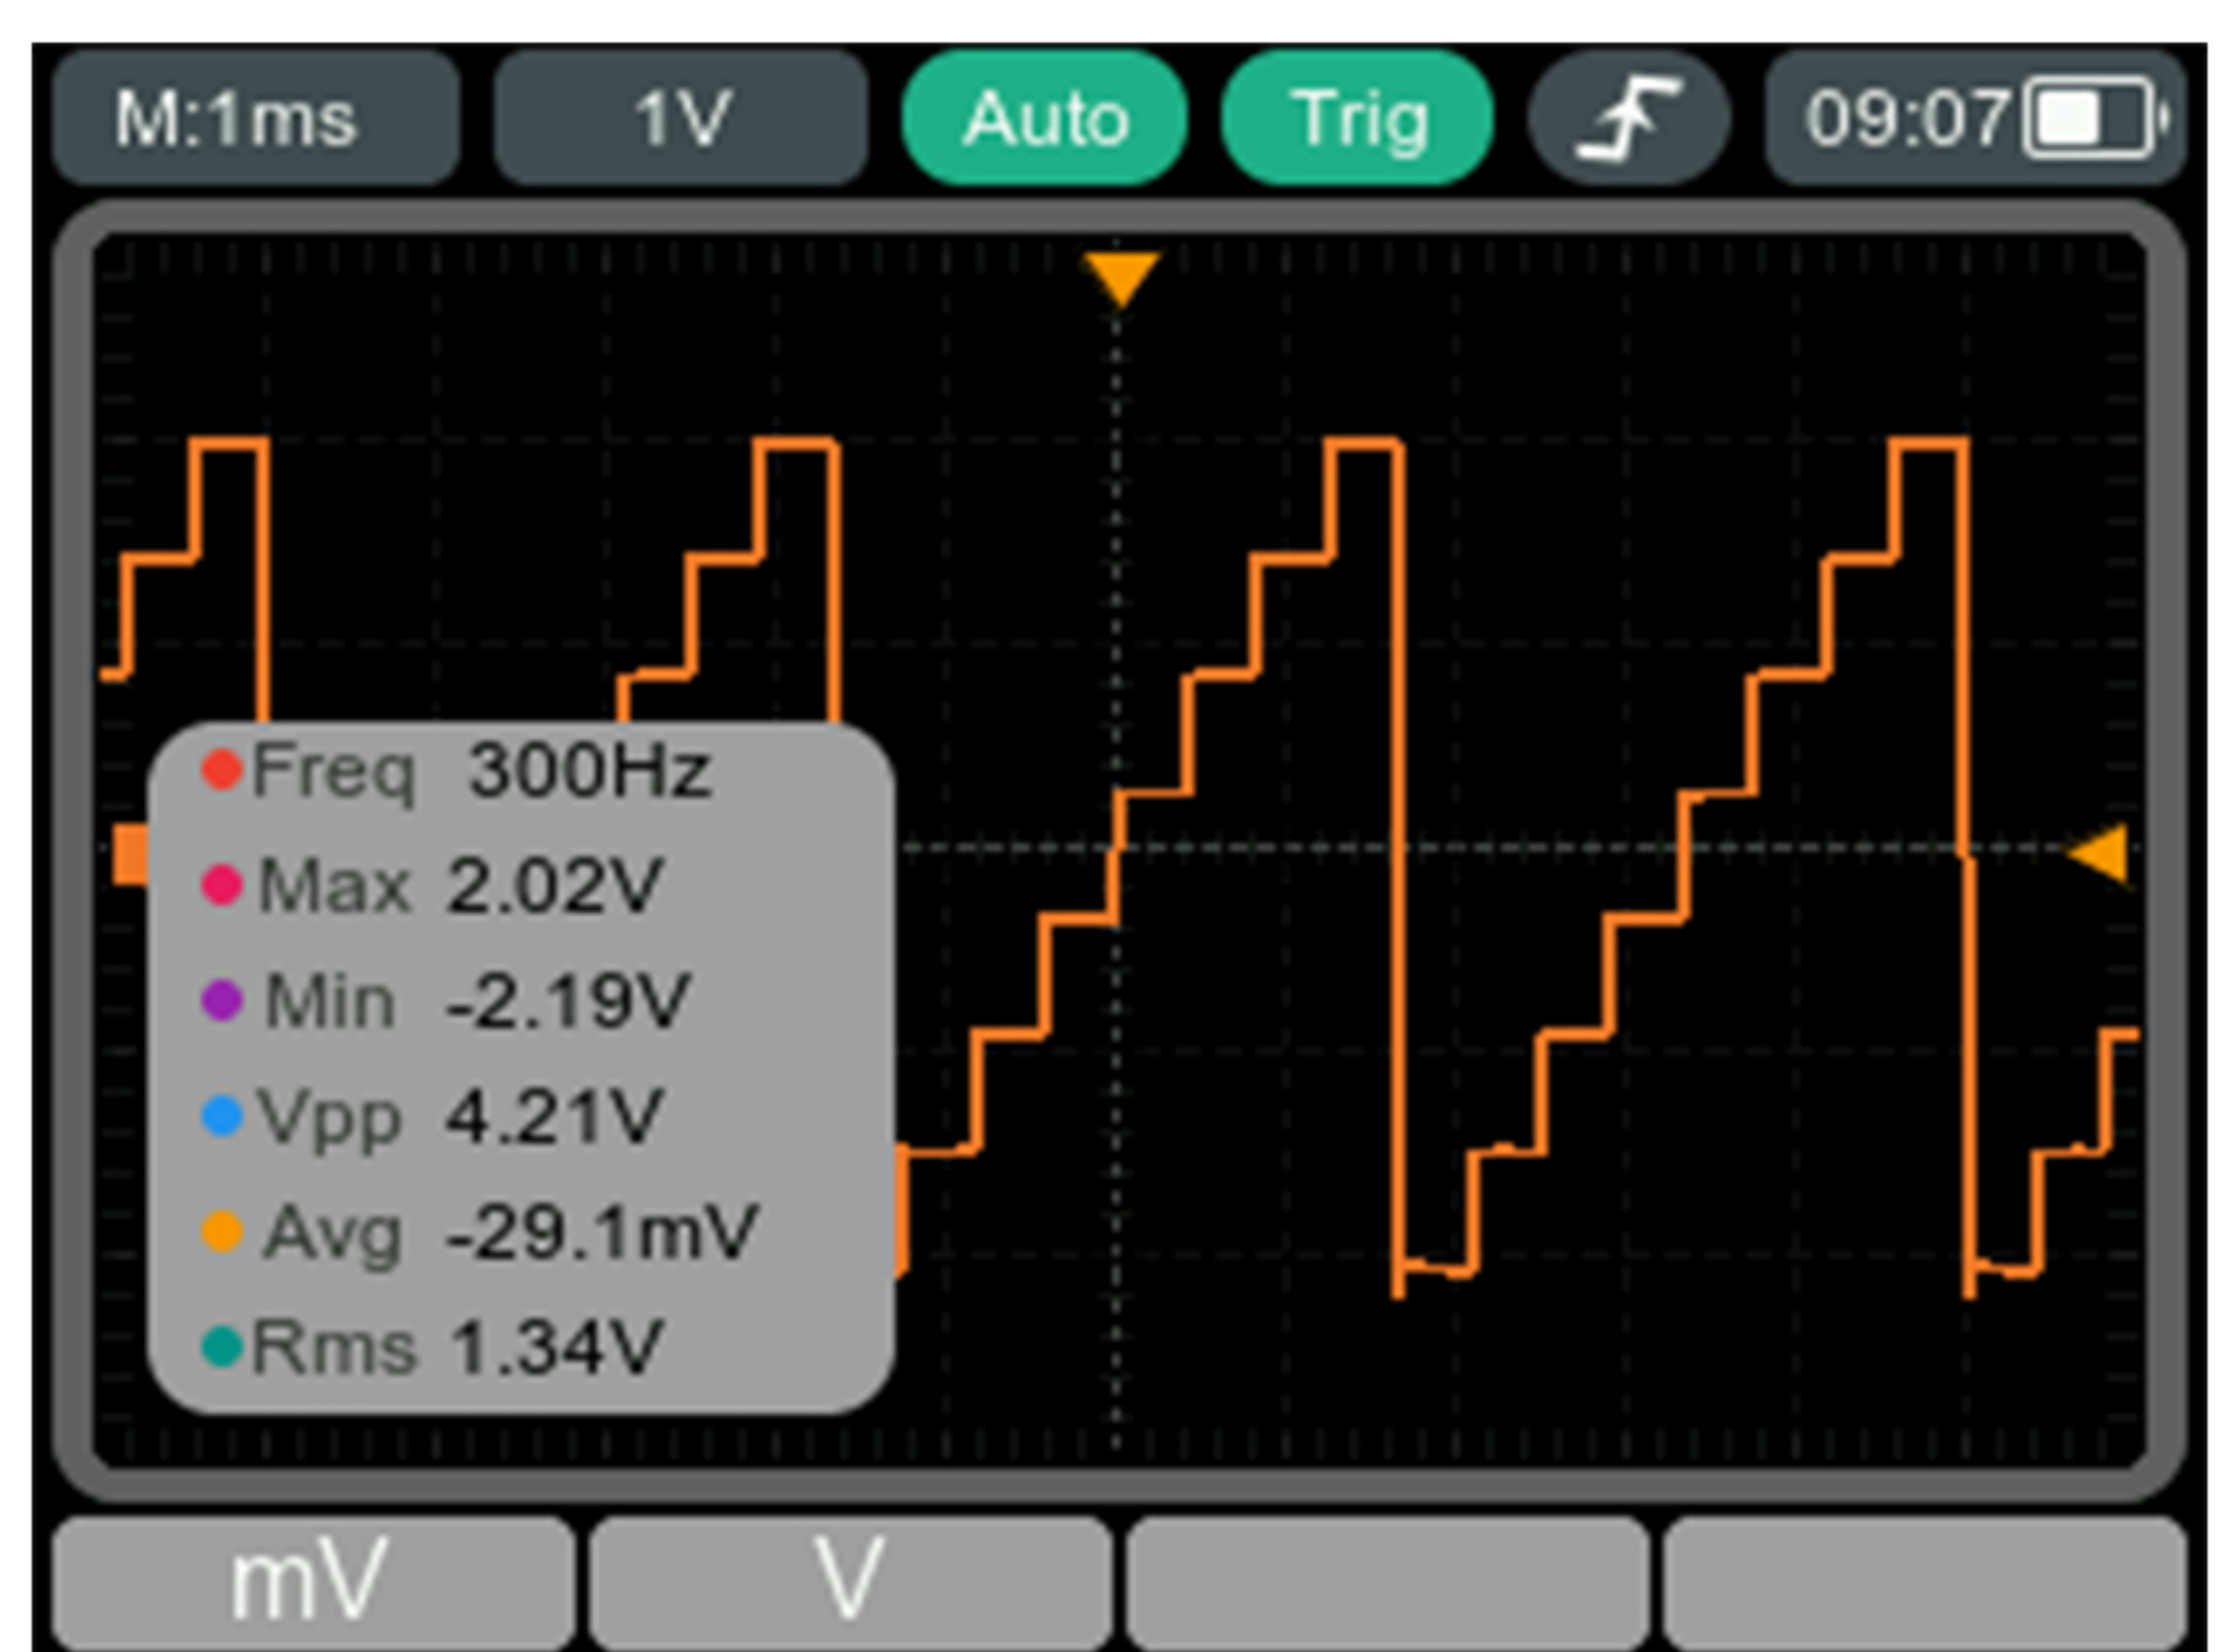 M:1ms 1V Auto Trig 09:07
Freq 300Hz
Max 2.02V
Min -2.19V
Vpp 4.21V
Avg -29.1mV
Rms 1.34V
mV V